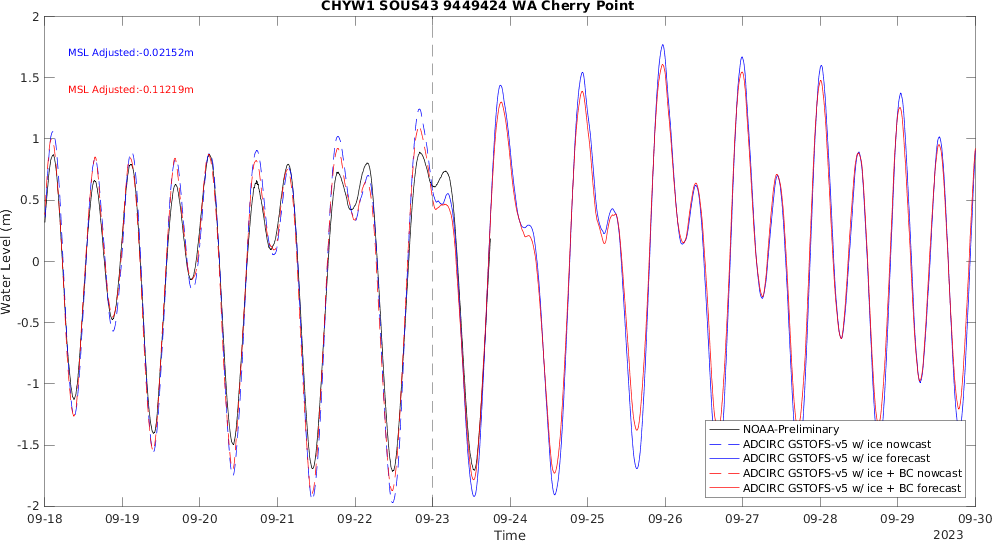 CHYW1 SOUS43 9449424 WA Cherry Point
MSL Adjusted:-0.02152m
MSL Adjusted:-0.11219m
Water Level (m)
2
1.5
1
0.5
0
-0.5
-1
-1.5
-2
NOAA-Preliminary
ADCIRC GSTOFS-v5 w/ ice nowcast
ADCIRC GSTOFS-v5 w/ ice forecast
ADCIRC GSTOFS-v5 w/ ice + BC nowcast
ADCIRC GSTOFS-v5 w/ ice + BC forecast
09-18 09-19 09-20 09-21 09-22 09-23 09-24 09-25 09-26 09-27 09-28 09-29 09-30
Time
2023